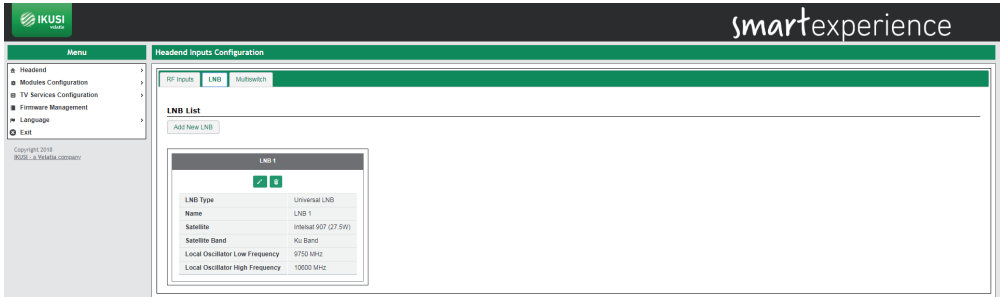 IKUSI
velatia
smartexperience
Menu
Headend
Modules Configuration
TV Services Configuration
Firmware Management
Language
Exit
Copyright 2018
IKUSI - a Velatia company
Headend Inputs Configuration
RF Inputs LNB Multiswitch
LNB List
Add New LNB
LNB 1
LNB Type Universal LNB
Name LNB 1
Satellite Intelsat 907 (27.5W)
Satellite Band Ku Band
Local Oscillator Low Frequency 9750 MHz
Local Oscillator High Frequency 10600 MHz